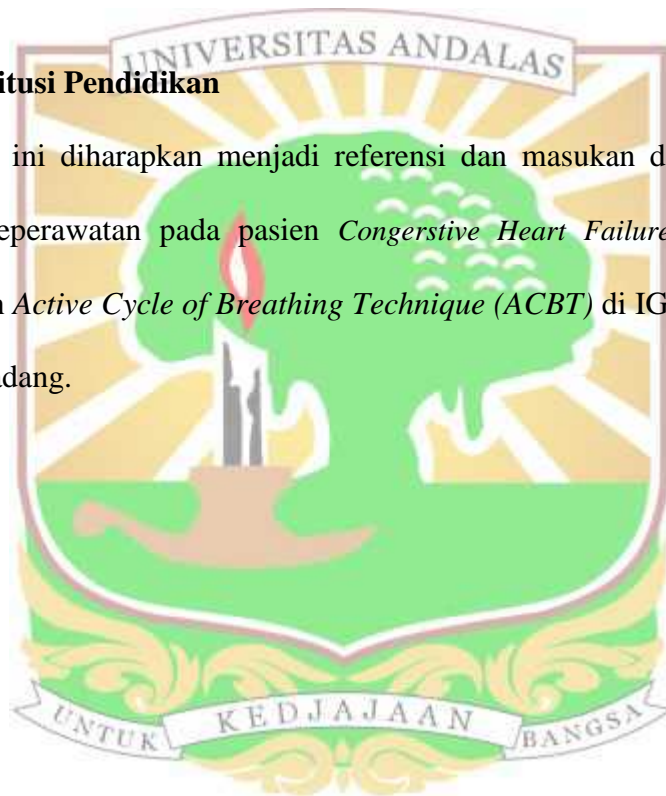 UNIVERSITAS ANDALAS
itusi Pendidikan
ini diharapkan menjadi referensi dan masukan d
eperawatan pada pasien Congerstive Heart Failure
Active Cycle of Breathing Technique (ACBT) di IG
adang.
UNTUK KEDJAJAAN BANGSA